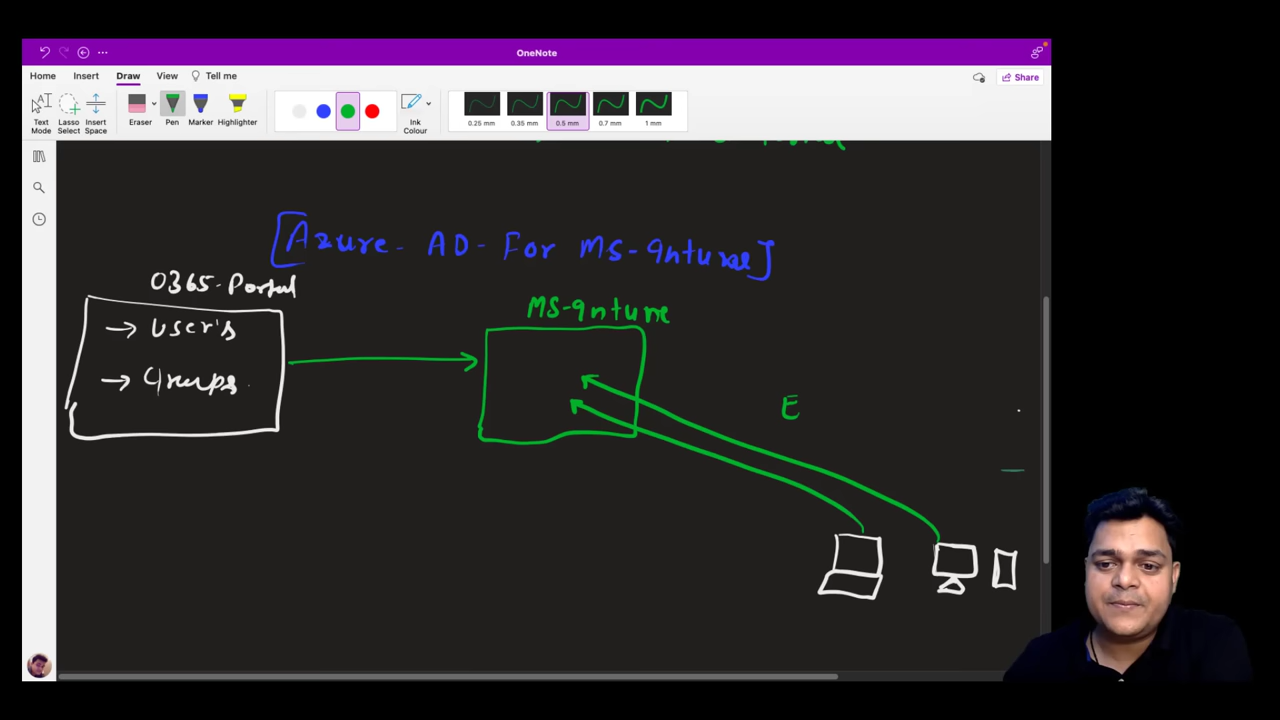 OneNote
Home Insert Draw View Tell me
Share
Text Mode
Lasso Select
Insert Space
Eraser
Pen
Marker
Highlighter
Ink Colour
0.25 mm
0.35 mm
0.5 mm
0.7 mm
1 mm
[Azure- AD- For MS-Intune]
O365-Portal
→ User's
→ Groups
MS-Intune
E